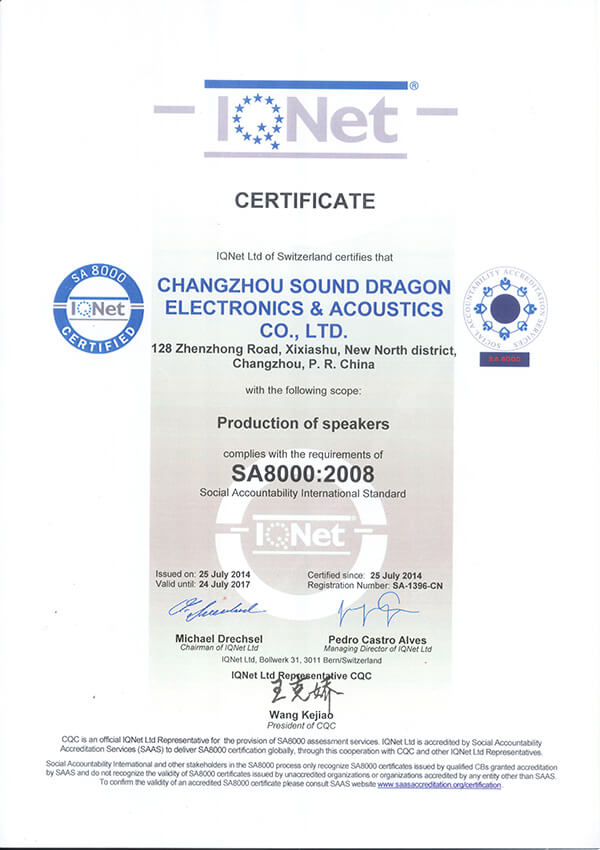 IQNet®
CERTIFICATE
IQNet Ltd of Switzerland certifies that
CHANGZHOU SOUND DRAGON
ELECTRONICS & ACOUSTICS
CO., LTD.
128 Zhenzhong Road, Xixiashu, New North district,
Changzhou, P. R. China
SA 8000
IQNet
CERTIFIED
SOCIAL ACCOUNTABILITY ACCREDITATION SERVICES
SA 8000
with the following scope:
Production of speakers
complies with the requirements of
SA8000:2008
Social Accountability International Standard
IQNet
Issued on: 25 July 2014
Valid until: 24 July 2017
Certified since: 25 July 2014
Registration Number: SA-1396-CN
Michael Drechsel
Chairman of IQNet Ltd
Pedro Castro Alves
Managing Director of IQNet Ltd
IQNet Ltd, Bollwerk 31, 3011 Bern/Switzerland
IQNet Ltd Representative CQC
王克娇
Wang Kejiao
President of CQC
CQC is an official IQNet Ltd Representative for the provision of SA8000 assessment services. IQNet Ltd is accredited by Social Accountability
Accreditation Services (SAAS) to deliver SA8000 certification globally, through this cooperation with CQC and other IQNet Ltd Representatives.
Social Accountability International and other stakeholders in the SA8000 process only recognize SA8000 certificates issued by qualified CBs granted accreditation
by SAAS and do not recognize the validity of SA8000 certificates issued by unaccredited organizations or organizations accredited by any entity other than SAAS.
To confirm the validity of an accredited SA8000 certificate please consult SAAS website www.saasaccreditation.org/certification